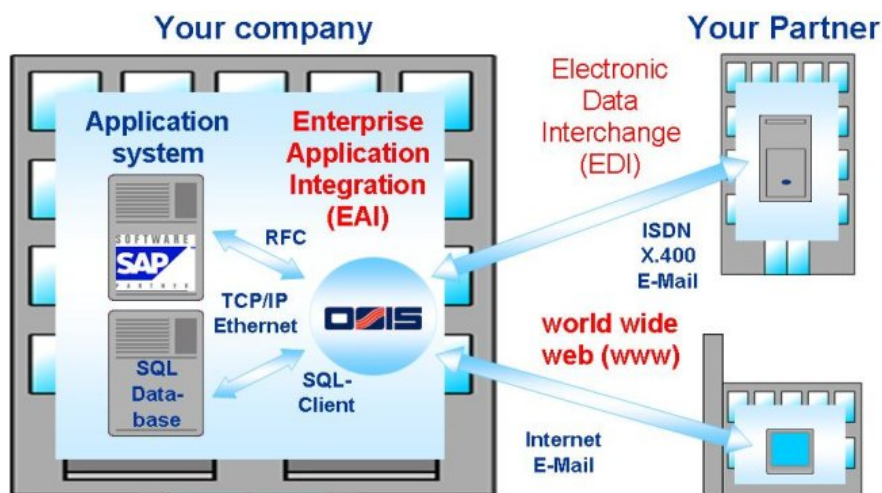 Your company
Your Partner
Application
system
Enterprise
Application
Integration
(EAI)
Electronic
Data
Interchange
(EDI)
SOFTWARE
SAP
PARTNER
RFC
TCP/IP
Ethernet
OSIS
SQL
Data-
base
SQL-
Client
ISDN
X.400
E-Mail
world wide
web (www)
Internet
E-Mail